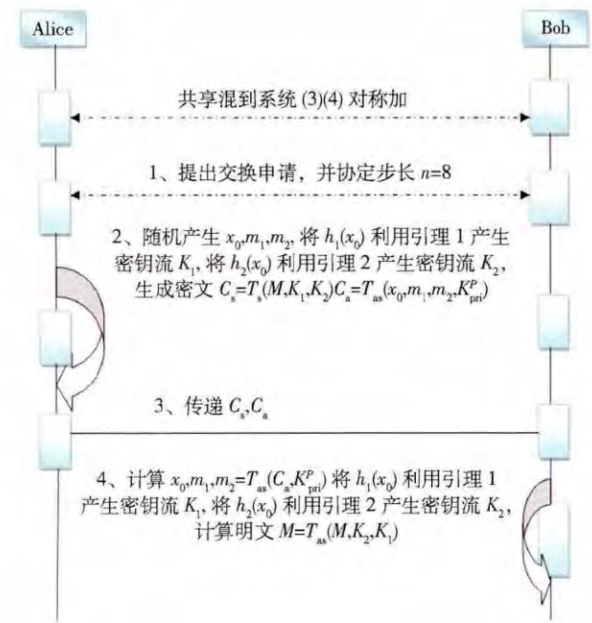 Alice
Bob
共享混到系统 (3)(4) 对称加
1、提出交换申请，并协定步长 n=8
2、随机产生 x₀,m₁,m₂, 将 h₁(x₀) 利用引理 1 产生
密钥流 K₁, 将 h₂(x₀) 利用引理 2 产生密钥流 K₂,
生成密文 Cₛ=Tₛ(M,K₁,K₂)Cₐ=Tₐₛ(x₀,m₁,m₂,K^P_pri)
3、传递 Cₛ,Cₐ
4、计算 x₀,m₁,m₂=Tₐₛ(Cₐ,K^P_pri) 将 h₁(x₀) 利用引理 1
产生密钥流 K₁, 将 h₂(x₀) 利用引理 2 产生密钥流 K₂,
计算明文 M=Tₐₛ(M,K₂,K₁)